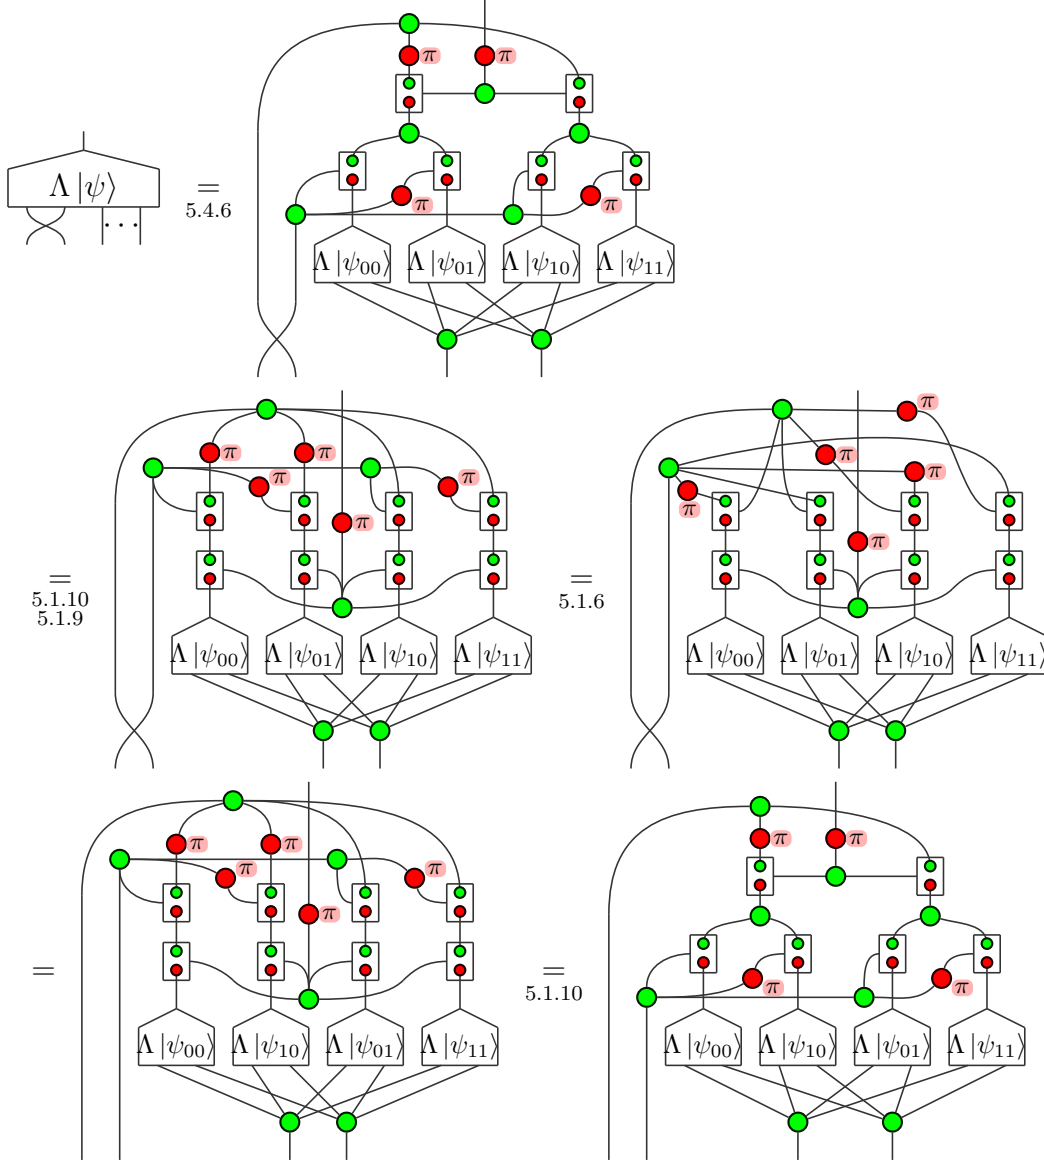 π π
Λ |ψ⟩ = 5.4.6
π π
⋯
Λ |ψ₀₀⟩ Λ |ψ₀₁⟩ Λ |ψ₁₀⟩ Λ |ψ₁₁⟩
π
π π π
π π π π
π
π π
= 5.1.10 5.1.9
= 5.1.6
Λ |ψ₀₀⟩ Λ |ψ₀₁⟩ Λ |ψ₁₀⟩ Λ |ψ₁₁⟩
Λ |ψ₀₀⟩ Λ |ψ₀₁⟩ Λ |ψ₁₀⟩ Λ |ψ₁₁⟩
π π π π
π π
π
=
= 5.1.10
π π
Λ |ψ₀₀⟩ Λ |ψ₁₀⟩ Λ |ψ₀₁⟩ Λ |ψ₁₁⟩
Λ |ψ₀₀⟩ Λ |ψ₁₀⟩ Λ |ψ₀₁⟩ Λ |ψ₁₁⟩